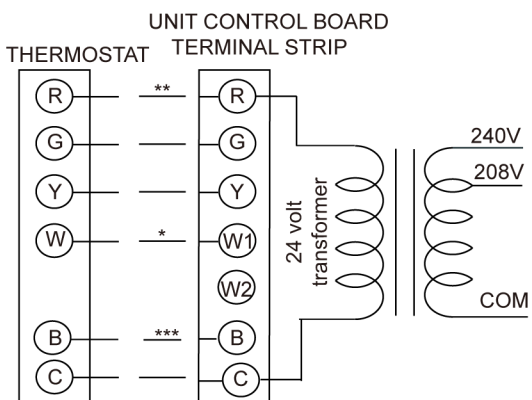 UNIT CONTROL BOARD
TERMINAL STRIP
THERMOSTAT
R ** R
G G
Y Y
W * W1
W2
B *** B
C C
24 volt
transformer
240V
208V
COM